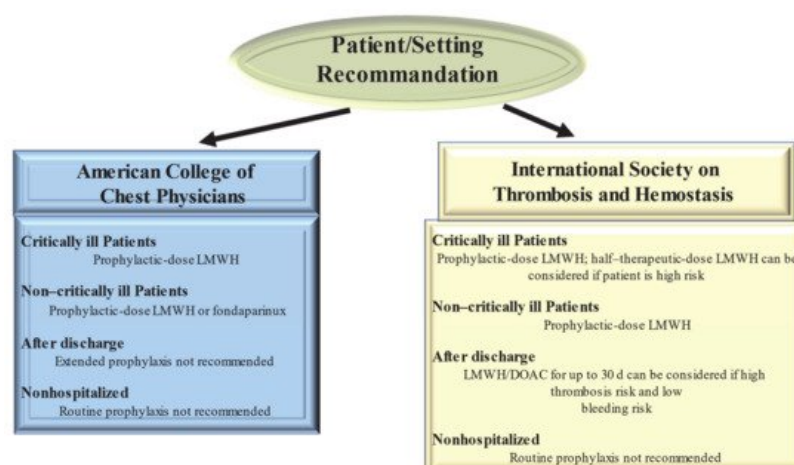 Patient/Setting
Recommandation
American College of
Chest Physicians
Critically ill Patients
Prophylactic-dose LMWH
Non–critically ill Patients
Prophylactic-dose LMWH or fondaparinux
After discharge
Extended prophylaxis not recommended
Nonhospitalized
Routine prophylaxis not recommended
International Society on
Thrombosis and Hemostasis
Critically ill Patients
Prophylactic-dose LMWH; half–therapeutic-dose LMWH can be
considered if patient is high risk
Non–critically ill Patients
Prophylactic-dose LMWH
After discharge
LMWH/DOAC for up to 30 d can be considered if high
thrombosis risk and low
bleeding risk
Nonhospitalized
Routine prophylaxis not recommended